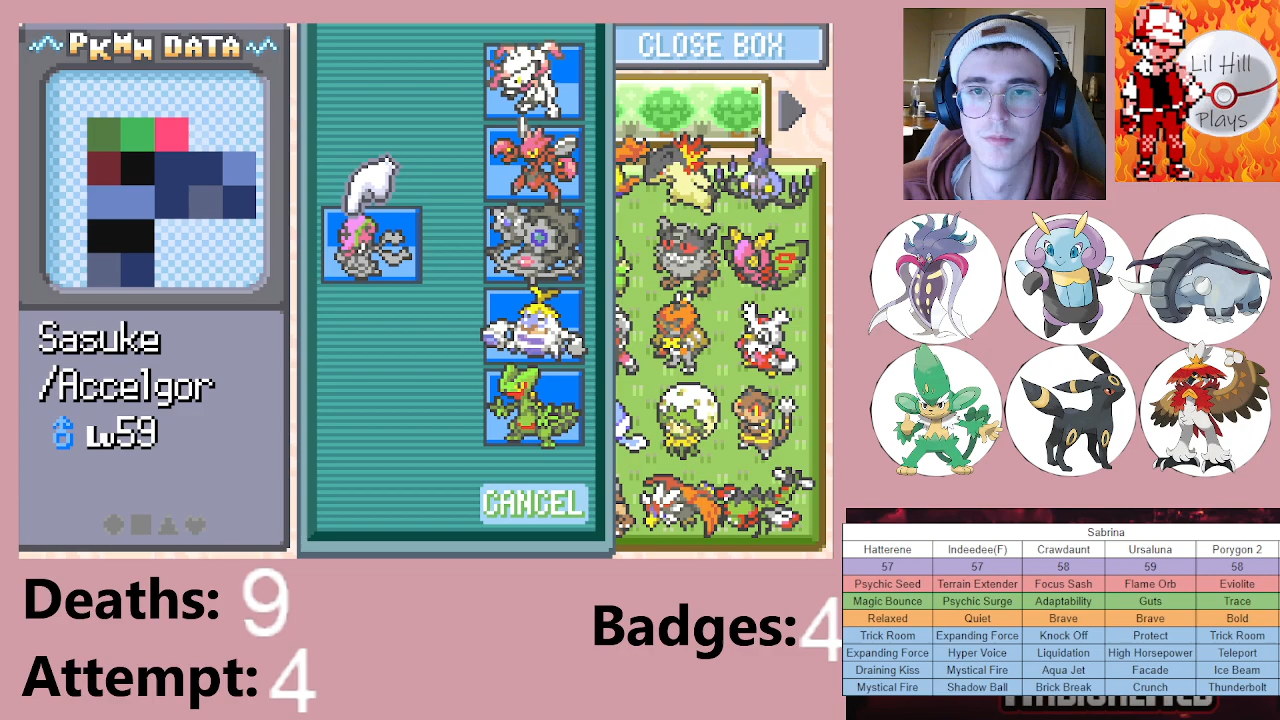 PKMN DATA
CLOSE BOX
Lil Hill
Plays
Sasuke
/Accelgor
Lv59
CANCEL
Deaths: 9
Attempt: 4
Badges: 4
Sabrina
Hatterene Indeedee(F) Crawdaunt Ursaluna Porygon 2
57 57 58 59 58
Psychic Seed Terrain Extender Focus Sash Flame Orb Eviolite
Magic Bounce Psychic Surge Adaptability Guts Trace
Relaxed Quiet Brave Brave Bold
Trick Room Expanding Force Knock Off Protect Trick Room
Expanding Force Hyper Voice Liquidation High Horsepower Teleport
Draining Kiss Mystical Fire Aqua Jet Facade Ice Beam
Mystical Fire Shadow Ball Brick Break Crunch Thunderbolt